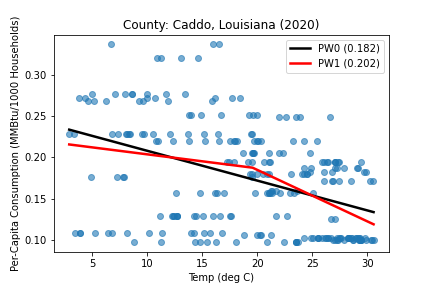 County: Caddo, Louisiana (2020)
PW0 (0.182)
PW1 (0.202)
Per-Capita Consumption (MMBtu/1000 Households)
0.30
0.25
0.20
0.15
0.10
5 10 15 20 25 30
Temp (deg C)